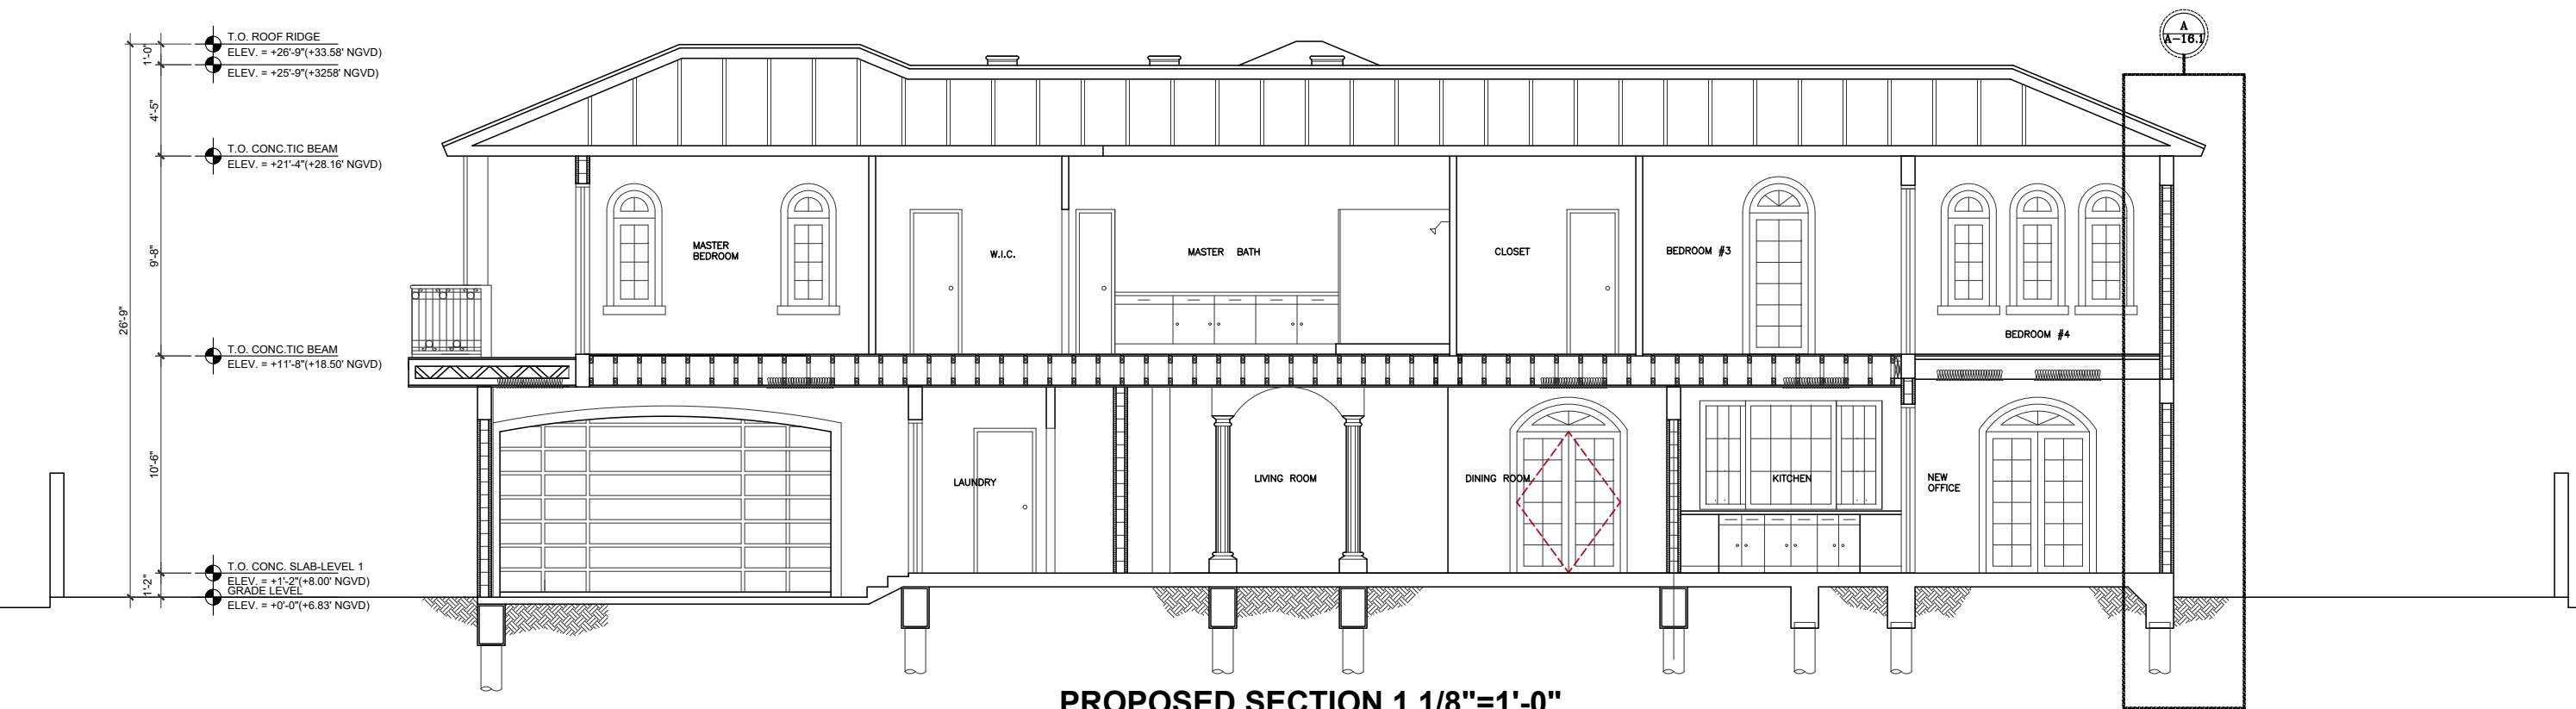 T.O. ROOF RIDGE
ELEV. = +26'-9"(+33.58' NGVD)
ELEV. = +25'-9"(+3258' NGVD)
T.O. CONC.TIC BEAM
ELEV. = +21'-4"(+28.16' NGVD)
T.O. CONC.TIC BEAM
ELEV. = +11'-8"(+18.50' NGVD)
T.O. CONC. SLAB-LEVEL 1
ELEV. = +1'-2"(+8.00' NGVD)
GRADE LEVEL
ELEV. = +0'-0"(+6.83' NGVD)
1'-0"
4'-5"
9'-8"
26'-9"
10'-6"
1'-2"
A
A-16.1
MASTER
BEDROOM
W.I.C.
MASTER BATH
CLOSET
BEDROOM #3
BEDROOM #4
LAUNDRY
LIVING ROOM
DINING ROOM
KITCHEN
NEW
OFFICE
PROPOSED SECTION 1 1/8"=1'-0"